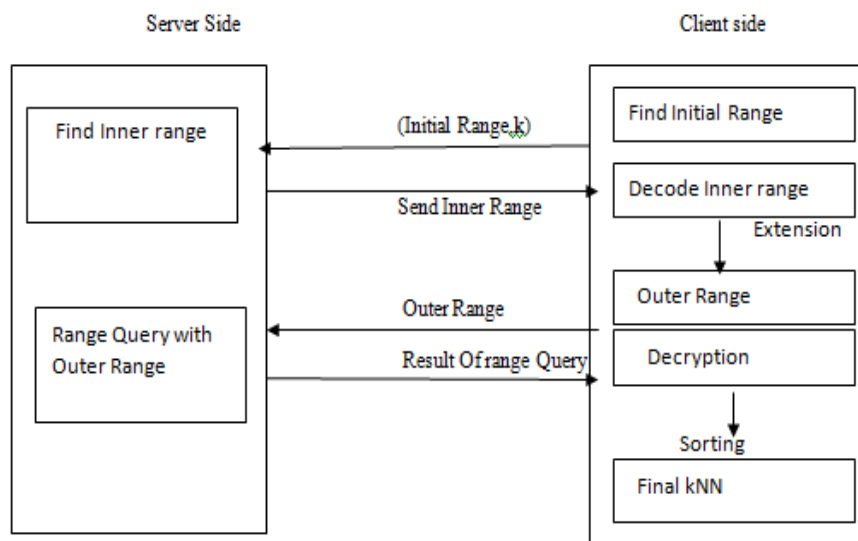 Server Side
Client side
Find Inner range
(Initial Range,k)
Find Initial Range
Send Inner Range
Decode Inner range
Extension
Outer Range
Outer Range
Range Query with
Outer Range
Result Of range Query
Decryption
Sorting
Final kNN